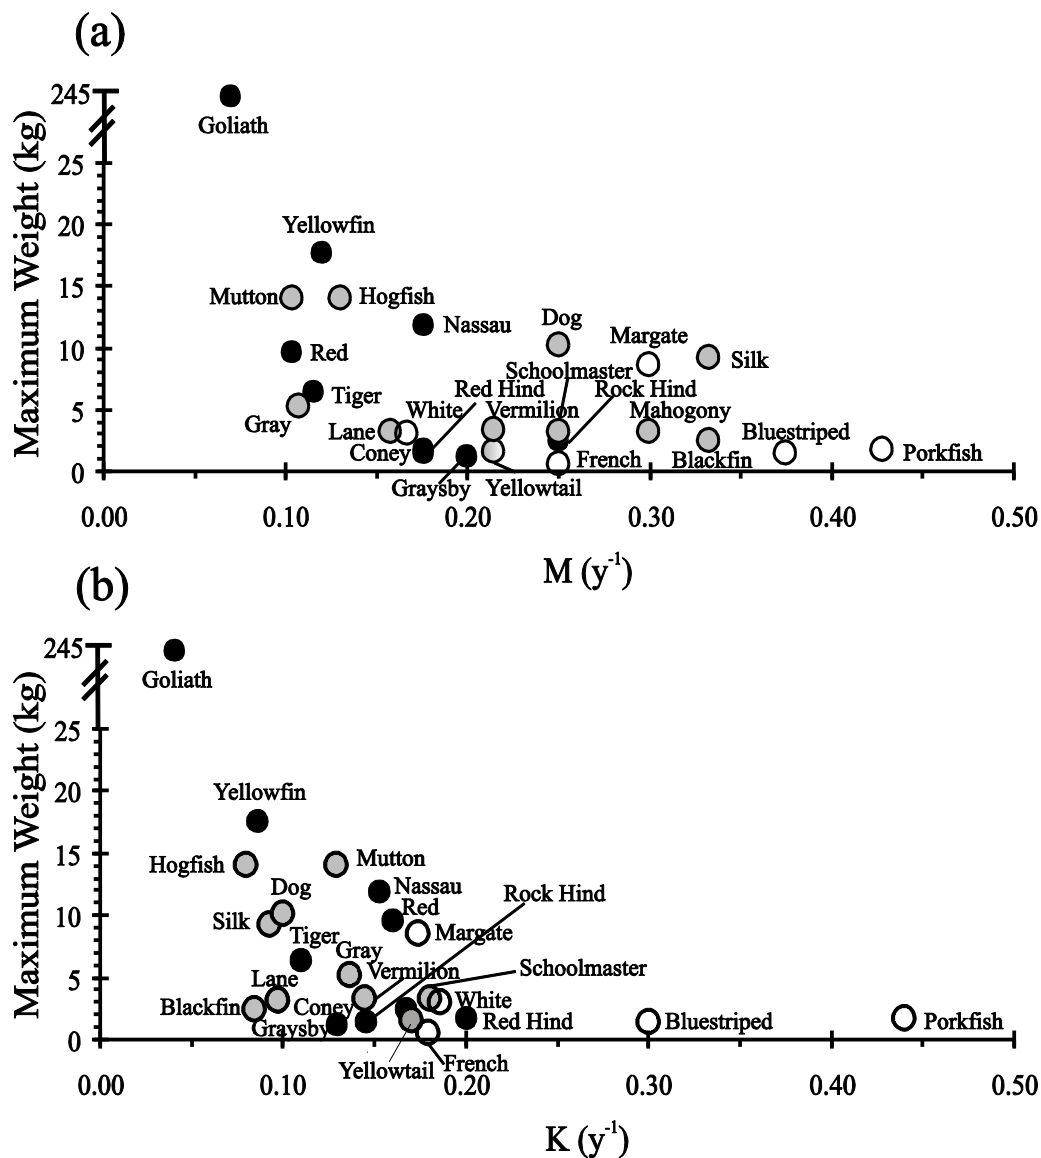 (a)
Maximum Weight (kg)
245
25
20
15
10
5
0
Goliath
Yellowfin
Mutton
Hogfish
Nassau
Dog
Margate
Red
Silk
Schoolmaster
Tiger
Red Hind
Rock Hind
Gray
White
Vermilion
Mahogony
Lane
Bluestriped
Coney
French
Blackfin
Porkfish
Graysby
Yellowtail
0.00 0.10 0.20 0.30 0.40 0.50
M (y-1)
(b)
Maximum Weight (kg)
245
25
20
15
10
5
0
Goliath
Yellowfin
Hogfish
Mutton
Dog
Nassau
Rock Hind
Silk
Red
Tiger
Margate
Gray
Lane
Vermilion
Schoolmaster
Blackfin
Coney
White
Graysby
Red Hind
Bluestriped
Porkfish
Yellowtail
French
0.00 0.10 0.20 0.30 0.40 0.50
K (y-1)